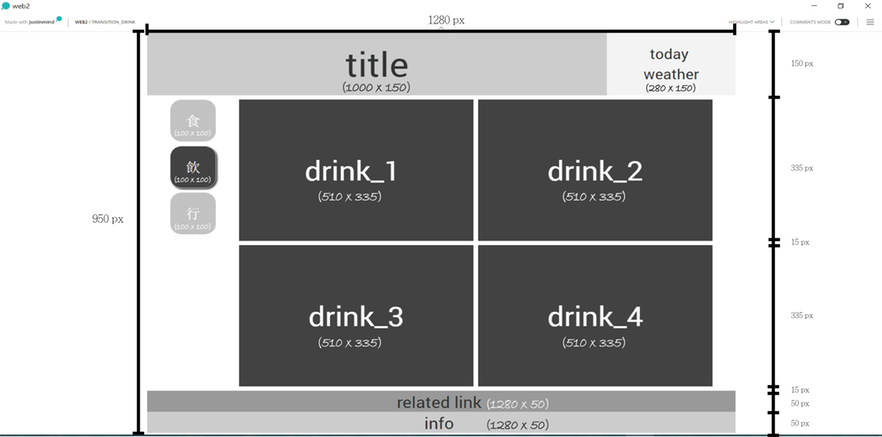 web2
Made with justinmind
WEB2 / TRANSITION_DRINK
1280 px
HIGHLIGHT AREAS
COMMENTS MODE
title
(1000 x 150)
today
weather
(280 x 150)
150 px
食
(100 x 100)
飲
(100 x 100)
行
(100 x 100)
drink_1
(510 x 335)
drink_2
(510 x 335)
335 px
950 px
15 px
drink_3
(510 x 335)
drink_4
(510 x 335)
335 px
15 px
related link (1280 x 50)
50 px
info (1280 x 50)
50 px